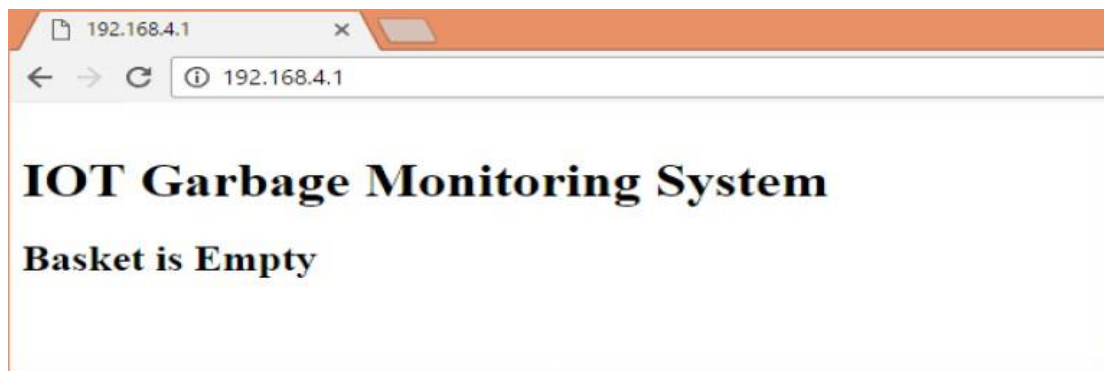 192.168.4.1
192.168.4.1
IOT Garbage Monitoring System
Basket is Empty